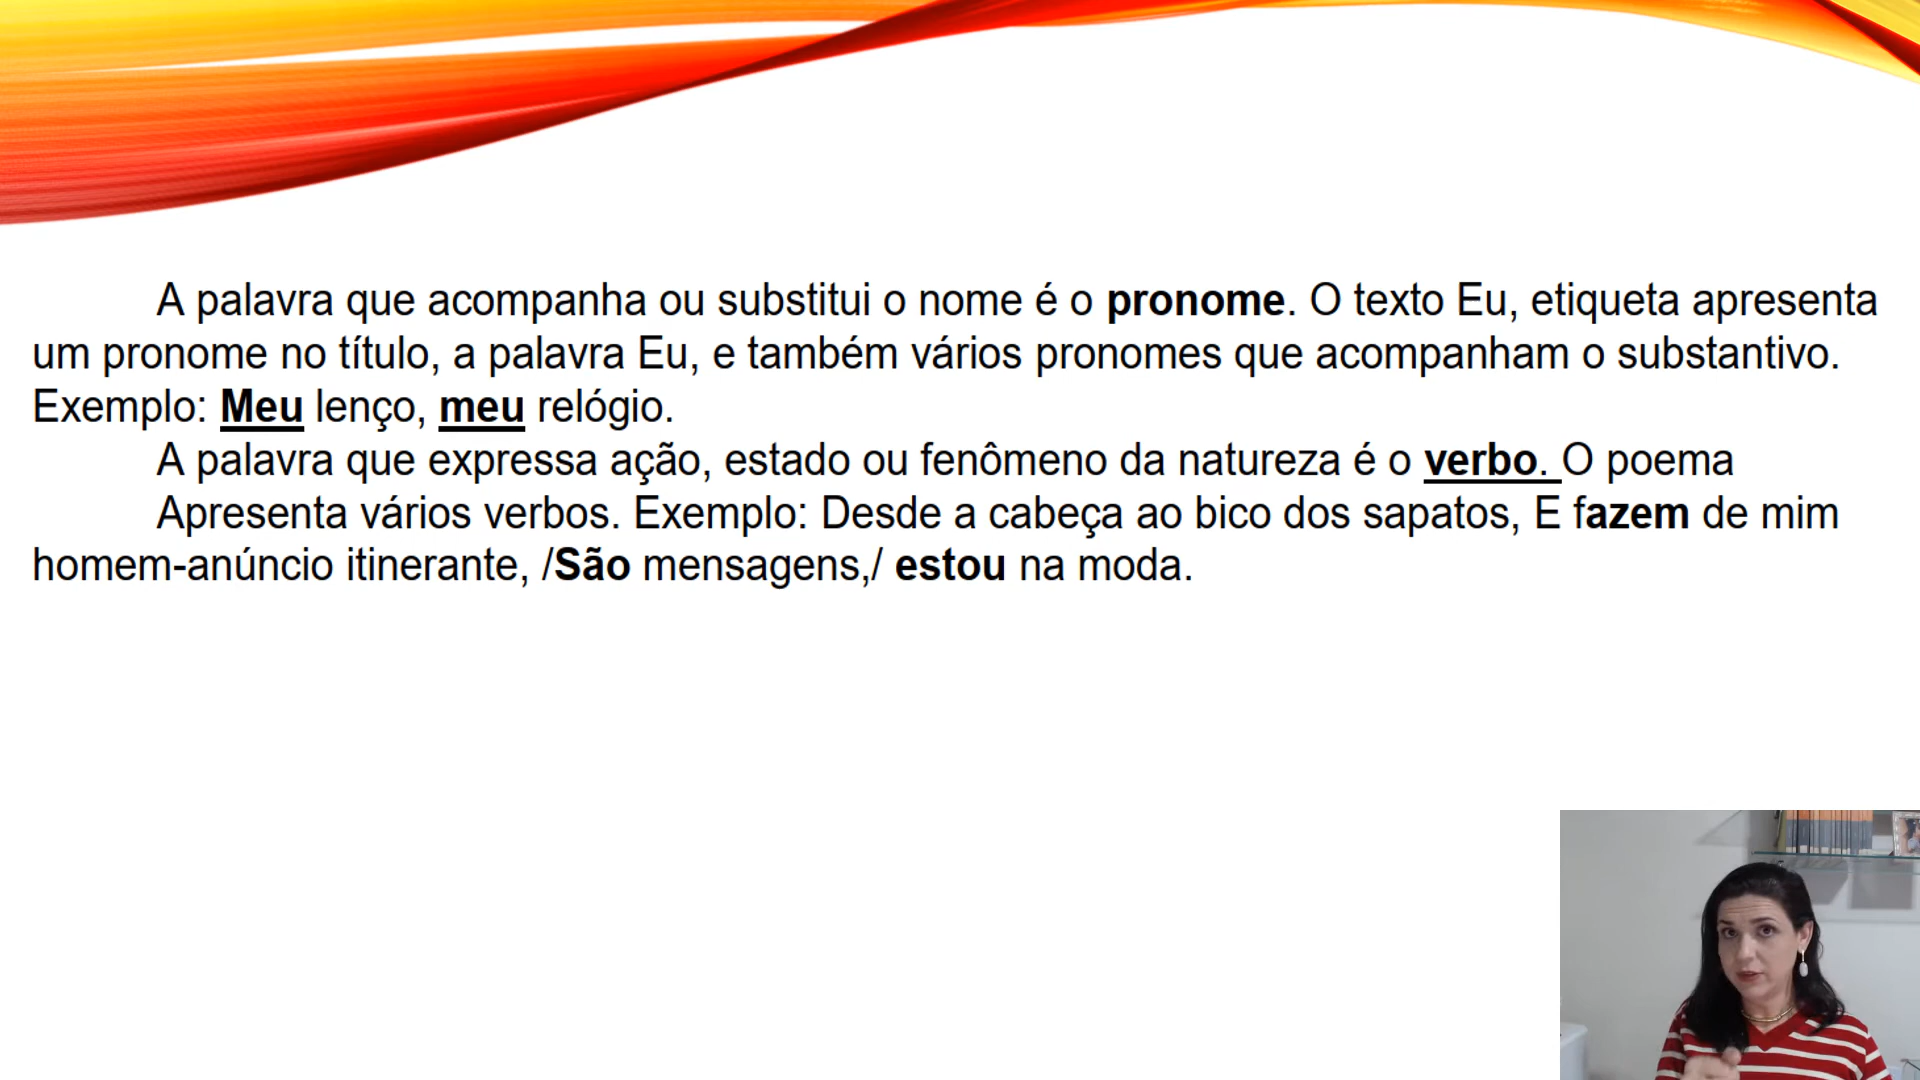 A palavra que acompanha ou substitui o nome é o pronome. O texto Eu, etiqueta apresenta
um pronome no título, a palavra Eu, e também vários pronomes que acompanham o substantivo.
Exemplo: Meu lenço, meu relógio.
A palavra que expressa ação, estado ou fenômeno da natureza é o verbo. O poema
Apresenta vários verbos. Exemplo: Desde a cabeça ao bico dos sapatos, E fazem de mim
homem-anúncio itinerante, /São mensagens,/ estou na moda.